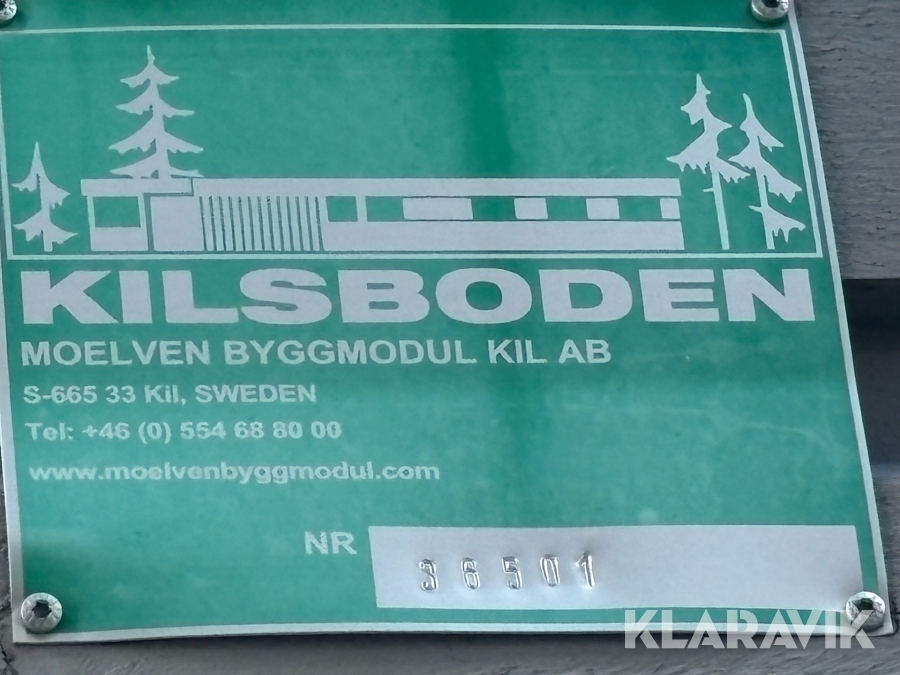 KILSBODEN
MOELVEN BYGGMODUL KIL AB
S-665 33 Kil, SWEDEN
Tel: +46 (0) 554 68 80 00
www.moelvenbyggmodul.com
NR 36501
KLARAVIK